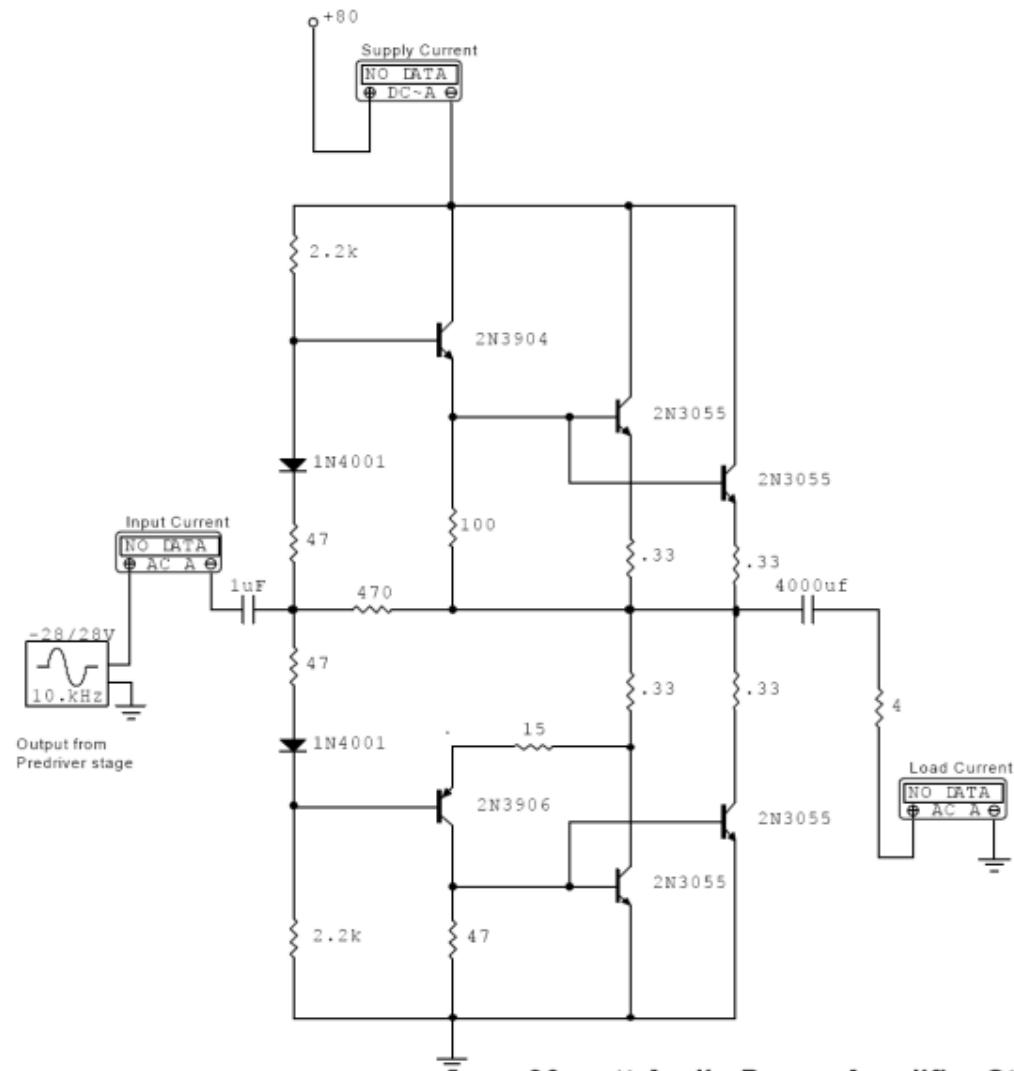 +80
Supply Current
NO DATA
DC~A
2.2k
2N3904
2N3055
1N4001
2N3055
Input Current
NO DATA
AC A
47
100
.33
.33
1uF
470
4000uf
-28/28V
10.kHz
47
.33
.33
4
Output from
Predriver stage
1N4001
15
2N3906
2N3055
Load Current
NO DATA
AC A
2N3055
2.2k
47